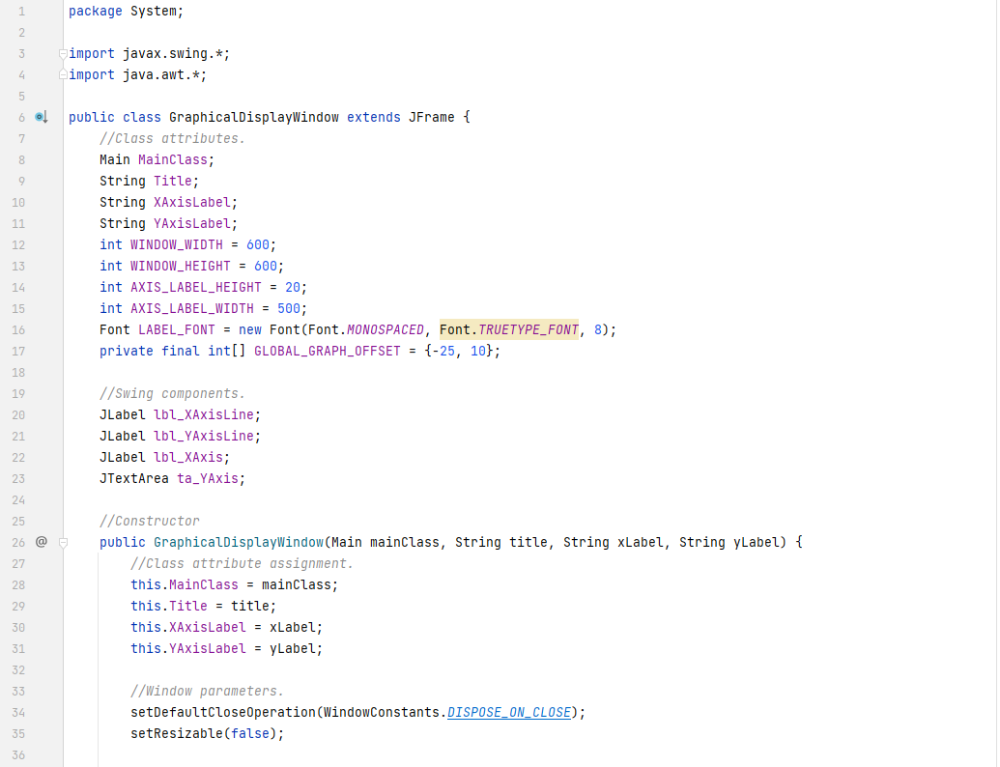 1 package System;
2
3 import javax.swing.*;
4 import java.awt.*;
5
6 public class GraphicalDisplayWindow extends JFrame {
7 //Class attributes.
8 Main MainClass;
9 String Title;
10 String XAxisLabel;
11 String YAxisLabel;
12 int WINDOW_WIDTH = 600;
13 int WINDOW_HEIGHT = 600;
14 int AXIS_LABEL_HEIGHT = 20;
15 int AXIS_LABEL_WIDTH = 500;
16 Font LABEL_FONT = new Font(Font.MONOSPACED, Font.TRUETYPE_FONT, 8);
17 private final int[] GLOBAL_GRAPH_OFFSET = {-25, 10};
18
19 //Swing components.
20 JLabel lbl_XAxisLine;
21 JLabel lbl_YAxisLine;
22 JLabel lbl_XAxis;
23 JTextArea ta_YAxis;
24
25 //Constructor
26 @ public GraphicalDisplayWindow(Main mainClass, String title, String xLabel, String yLabel) {
27 //Class attribute assignment.
28 this.MainClass = mainClass;
29 this.Title = title;
30 this.XAxisLabel = xLabel;
31 this.YAxisLabel = yLabel;
32
33 //Window parameters.
34 setDefaultCloseOperation(WindowConstants.DISPOSE_ON_CLOSE);
35 setResizable(false);
36